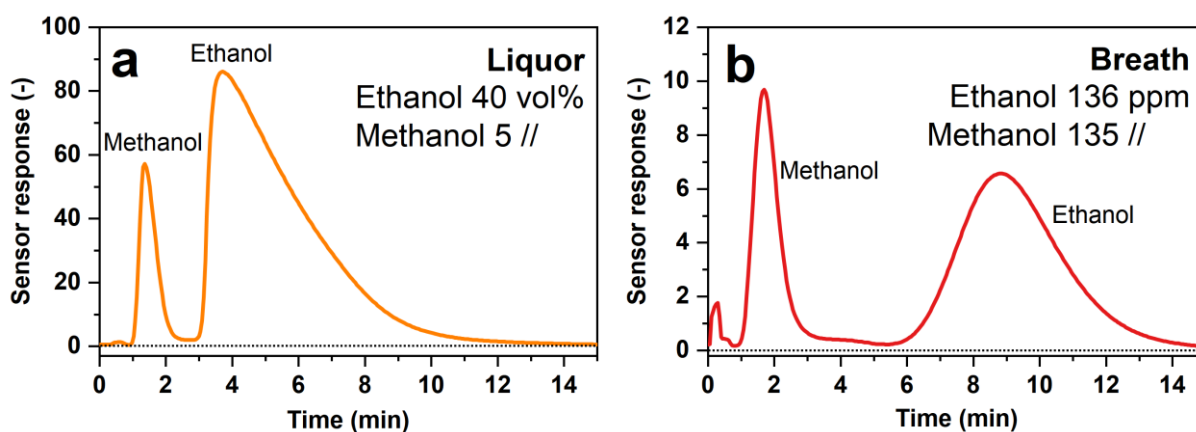 a
Liquor
Ethanol 40 vol%
Methanol 5 //
Ethanol
Methanol
Sensor response (-)
100
80
60
40
20
0
0 2 4 6 8 10 12 14
Time (min)
b
Breath
Ethanol 136 ppm
Methanol 135 //
Methanol
Ethanol
Sensor response (-)
12
10
8
6
4
2
0
0 2 4 6 8 10 12 14
Time (min)